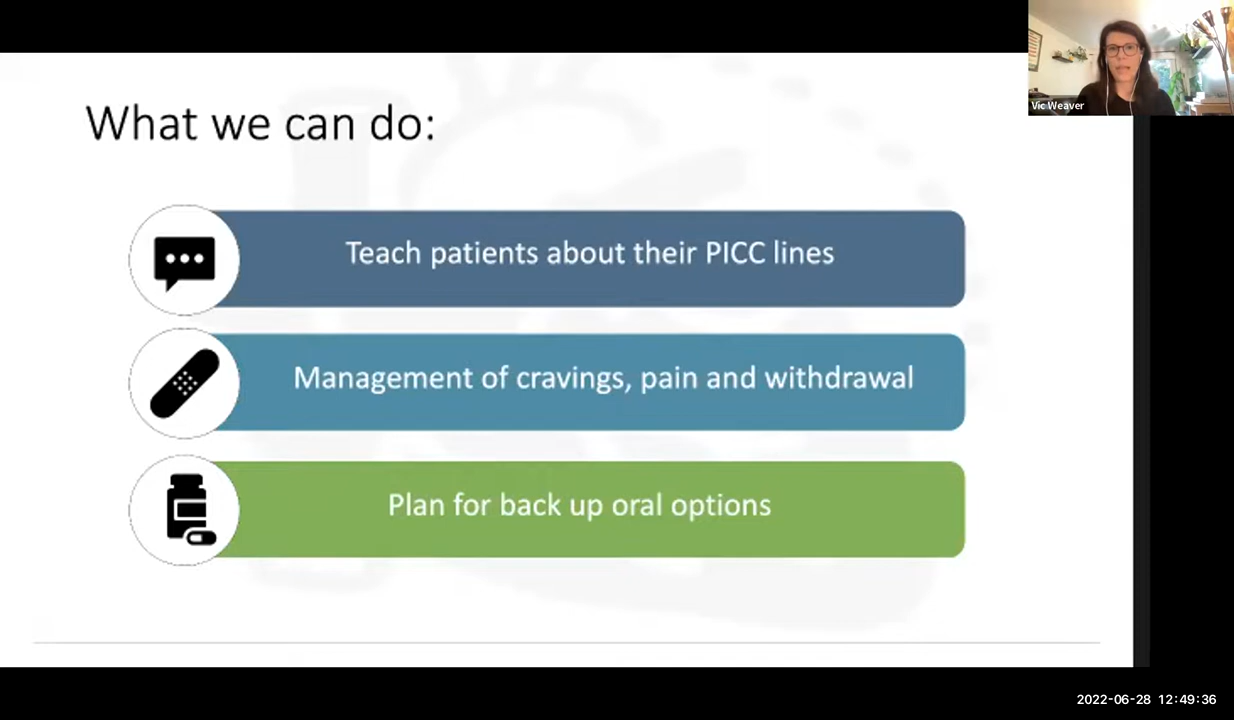 Vic Weaver
What we can do:
Teach patients about their PICC lines
Management of cravings, pain and withdrawal
Plan for back up oral options
2022-06-28 12:49:36